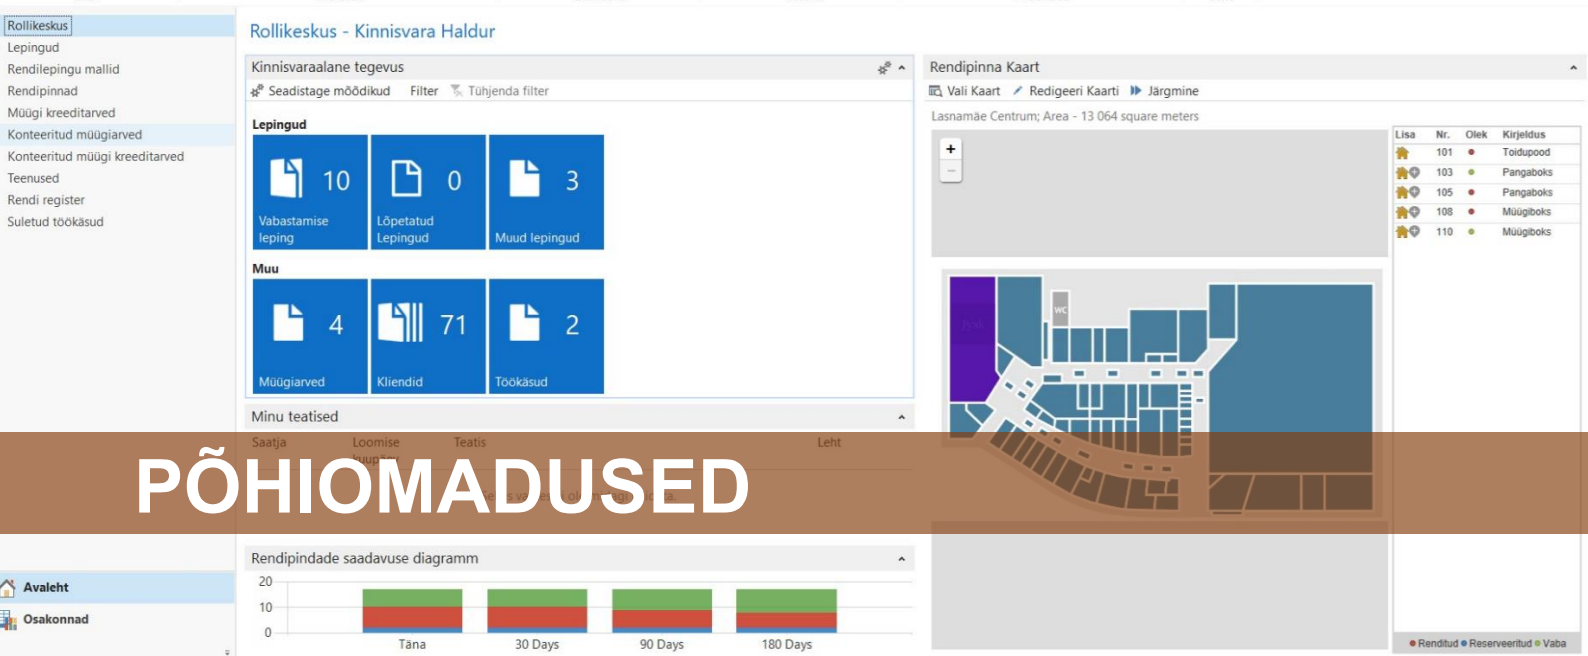 Rollikeskus
Lepingud
Rendilepingu mallid
Rendipinnad
Müügi kreeditarved
Konteeritud müügiarved
Konteeritud müügi kreeditarved
Teenused
Rendi register
Suletud töökäsud
Avaleht
Osakonnad
Rollikeskus - Kinnisvara Haldur
Kinnisvaraalane tegevus
Seadistage mõõdikud Filter Tühjenda filter
Lepingud
10 0 3
Vabastamise leping
Lõpetatud Lepingud
Muud lepingud
Muu
4 71 2
Müügiarved Kliendid Töökäsud
Minu teatised
Saatja Loomise kuupäev Teatis Leht
PÕHIOMADUSED
Rendipindade saadavuse diagramm
20
10
0
Täna 30 Days 90 Days 180 Days
Rendipinna Kaart
Vali Kaart Redigeeri Kaarti Järgmine
Lasnamäe Centrum; Area - 13 064 square meters
+
−
WC
Lisa Nr. Olek Kirjeldus
101 Toidupood
103 Pangaboks
105 Pangaboks
108 Müügiboks
110 Müügiboks
Renditud Reserveeritud Vaba